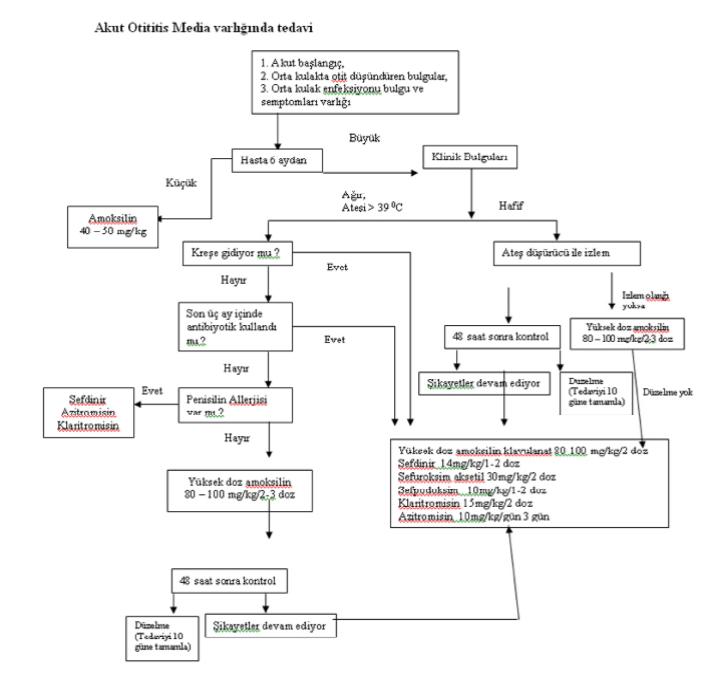 Akut Otititis Media varlığında tedavi
1. Akut başlangıç,
2. Orta kulakta otit düşündüren bulgular,
3. Orta kulak enfeksiyonu bulgu ve
semptomları varlığı
Büyük
Hasta 6 aydan
Klinik Bulguları
Küçük
Ağır,
Ateşi > 39 ⁰C
Hafif
Amoksilin
40 – 50 mg/kg
Kreşe gidiyor mu ?
Evet
Ateş düşürücü ile izlem
Hayır
İzlem olanağı
yoksa
Son üç ay içinde
antibiyotik kullandı
mı?
Evet
48 saat sonra kontrol
Yüksek doz amoksilin
80 – 100 mg/kg/2-3 doz
Hayır
Şikayetler devam ediyor
Düzelme
(Tedaviyi 10
güne tamamla)
Düzelme yok
Sefdinir
Azitromisin
Klaritromisin
Evet
Penisilin Allerjisi
var mı ?
Hayır
Yüksek doz amoksilin klavulanat 80 100 mg/kg/2 doz
Sefdinir 14mg/kg/1-2 doz
Sefuroksim aksetil 30mg/kg/2 doz
Sefpodoksim 10mg/kg/1-2 doz
Klaritromisin 15mg/kg/2 doz
Azitromisin 10mg/kg/gün 3 gün
Yüksek doz amoksilin
80 – 100 mg/kg/2-3 doz
48 saat sonra kontrol
Düzelme
(Tedaviyi 10
güne tamamla)
Şikayetler devam ediyor